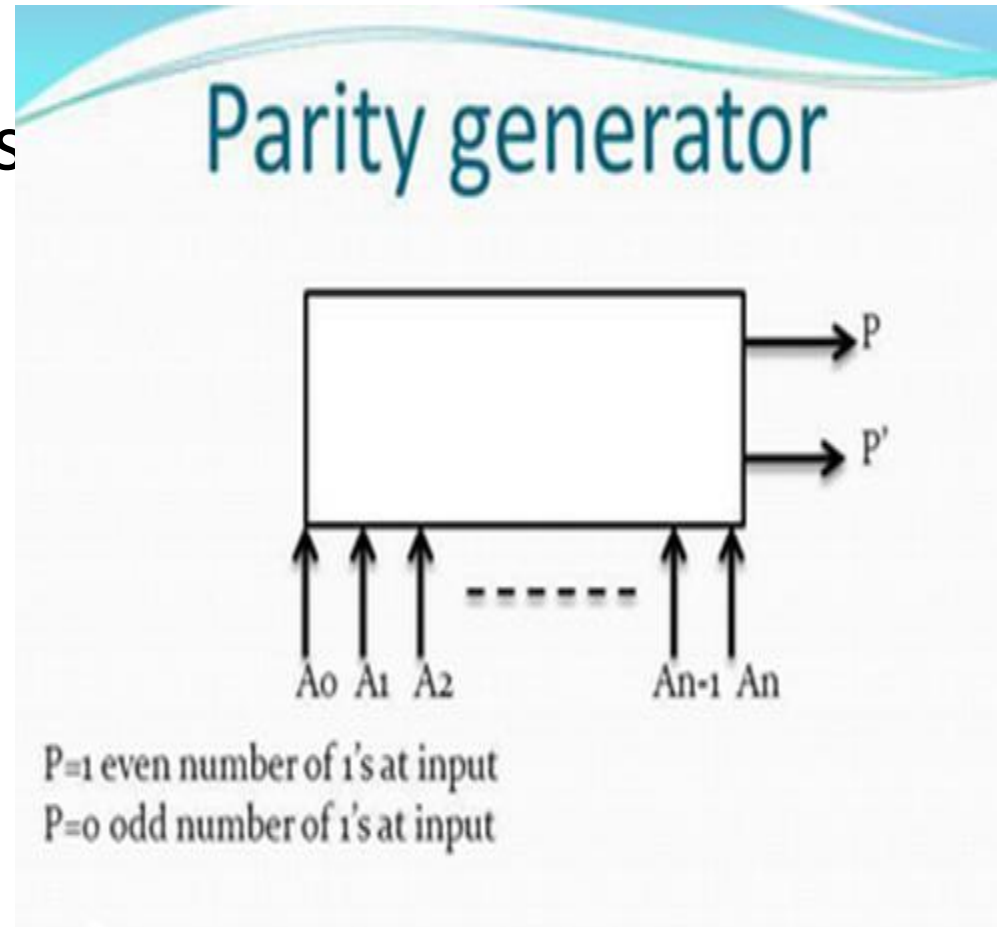 s
Parity generator
P
P'
A0 A1 A2 An-1 An
P=1 even number of 1's at input
P=0 odd number of 1's at input